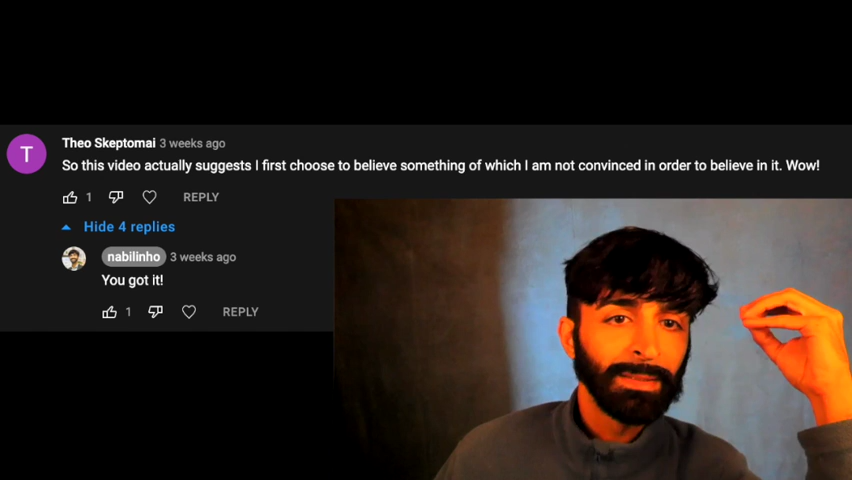 T
Theo Skeptomai 3 weeks ago
So this video actually suggests I first choose to believe something of which I am not convinced in order to believe in it. Wow!
1 REPLY
Hide 4 replies
nabilinho 3 weeks ago
You got it!
1 REPLY